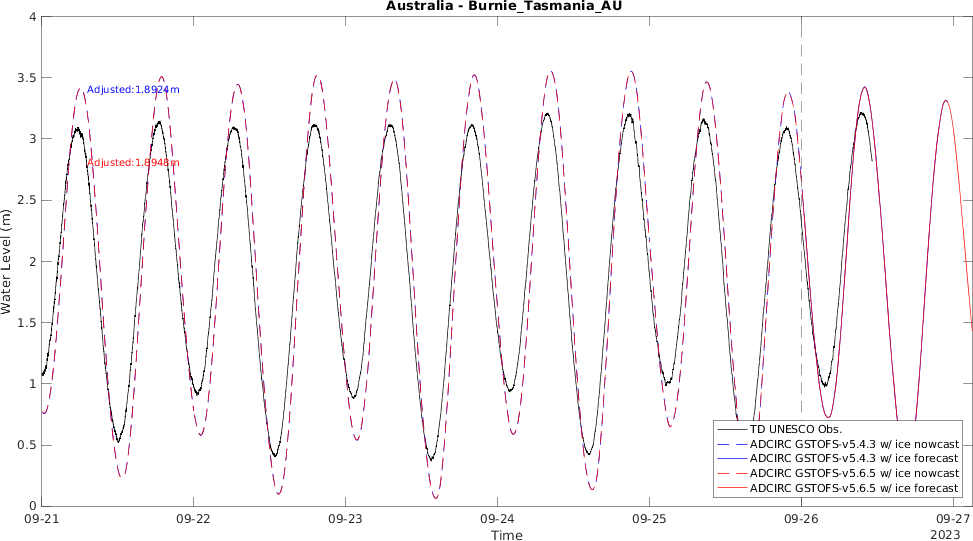 Australia - Burnie_Tasmania_AU
4
3.5
3
2.5
2
1.5
1
0.5
0
Water Level (m)
Adjusted:1.8924m
Adjusted:1.8948m
TD UNESCO Obs.
ADCIRC GSTOFS-v5.4.3 w/ ice nowcast
ADCIRC GSTOFS-v5.4.3 w/ ice forecast
ADCIRC GSTOFS-v5.6.5 w/ ice nowcast
ADCIRC GSTOFS-v5.6.5 w/ ice forecast
09-21 09-22 09-23 09-24 09-25 09-26 09-27
2023
Time